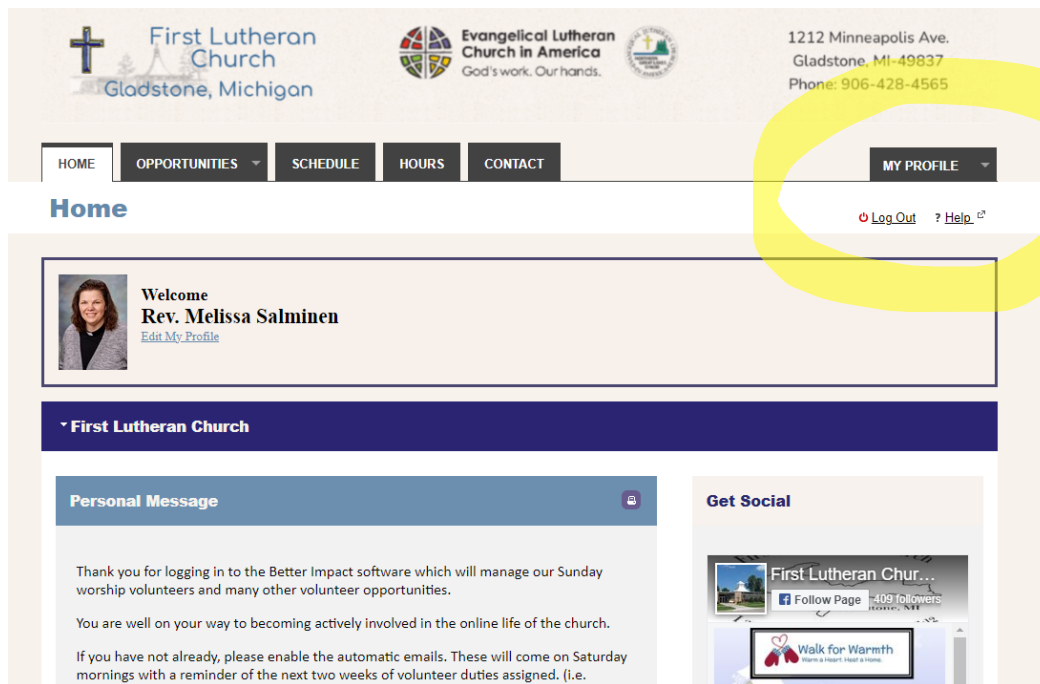 First Lutheran
Church
Gladstone, Michigan
Evangelical Lutheran
Church in America
God's work. Our hands.
1212 Minneapolis Ave.
Gladstone, MI 49837
Phone: 906-428-4565
HOME OPPORTUNITIES SCHEDULE HOURS CONTACT MY PROFILE
Home
Log Out ? Help
Welcome
Rev. Melissa Salminen
Edit My Profile
First Lutheran Church
Personal Message
Get Social
Thank you for logging in to the Better Impact software which will manage our Sunday
worship volunteers and many other volunteer opportunities.
You are well on your way to becoming actively involved in the online life of the church.
If you have not already, please enable the automatic emails. These will come on Saturday
mornings with a reminder of the next two weeks of volunteer duties assigned. (i.e.
First Lutheran Chur...
Follow Page 409 followers
Walk for Warmth
Warm a Heart. Heat a Home.